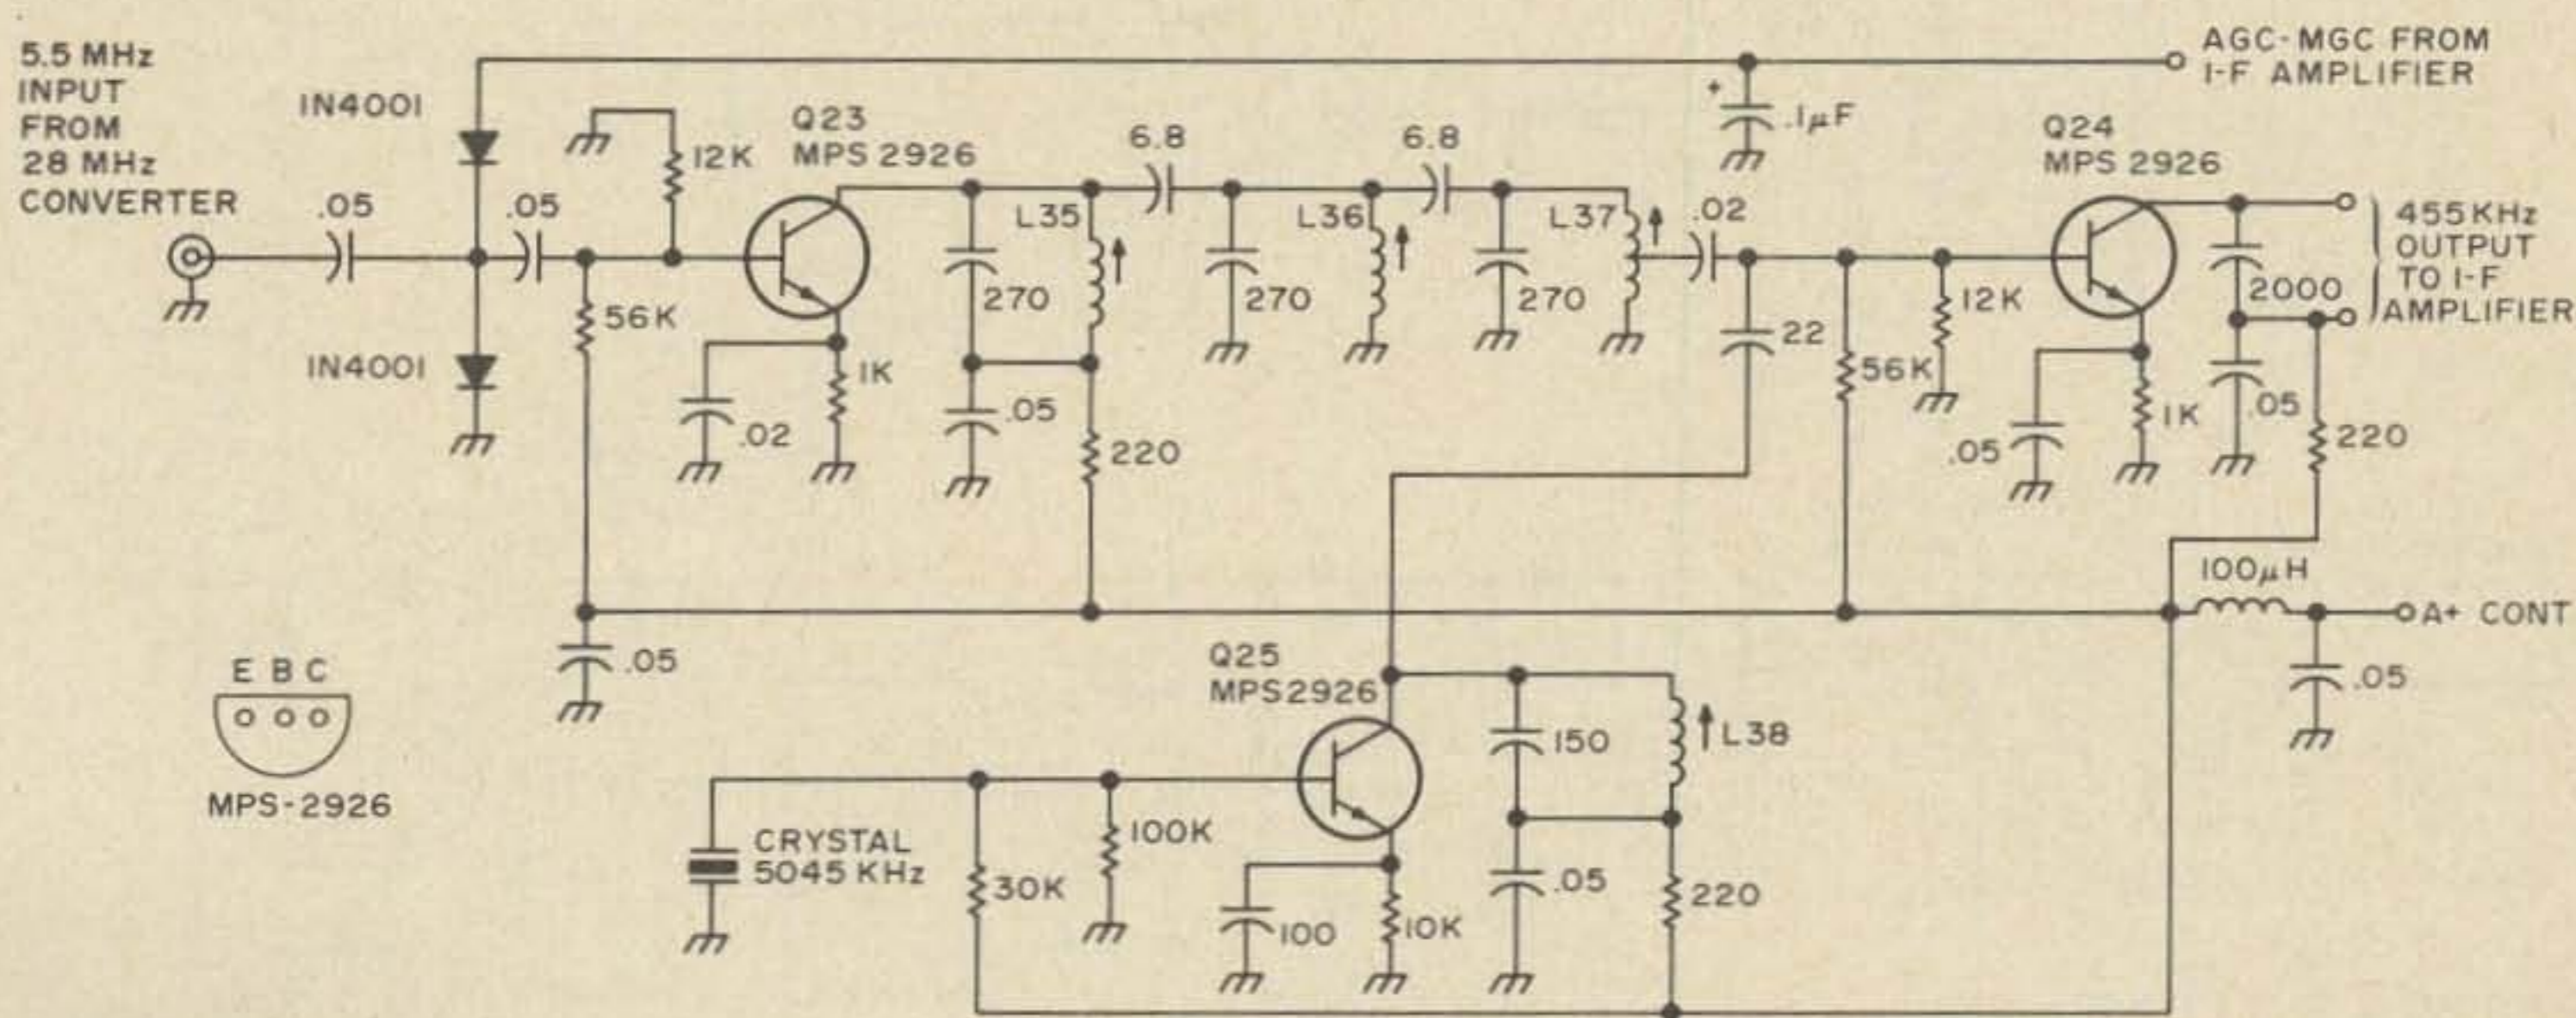 5.5 MHz
INPUT
FROM
28 MHz
CONVERTER
IN4001
.05
.05
12K
Q23
MPS 2926
6.8
6.8
+
.1µF
AGC-MGC FROM
I-F AMPLIFIER
Q24
MPS 2926
L35
L36
L37
.02
455KHz
OUTPUT
TO I-F
AMPLIFIER
56K
270
270
270
22
12K
2000
IN4001
1K
.02
.05
220
56K
.05
1K
.05
220
100µH
A+ CONT
.05
.05
E B C
MPS-2926
Q25
MPS2926
150
L38
CRYSTAL
5045 KHz
100K
30K
100
10K
.05
220